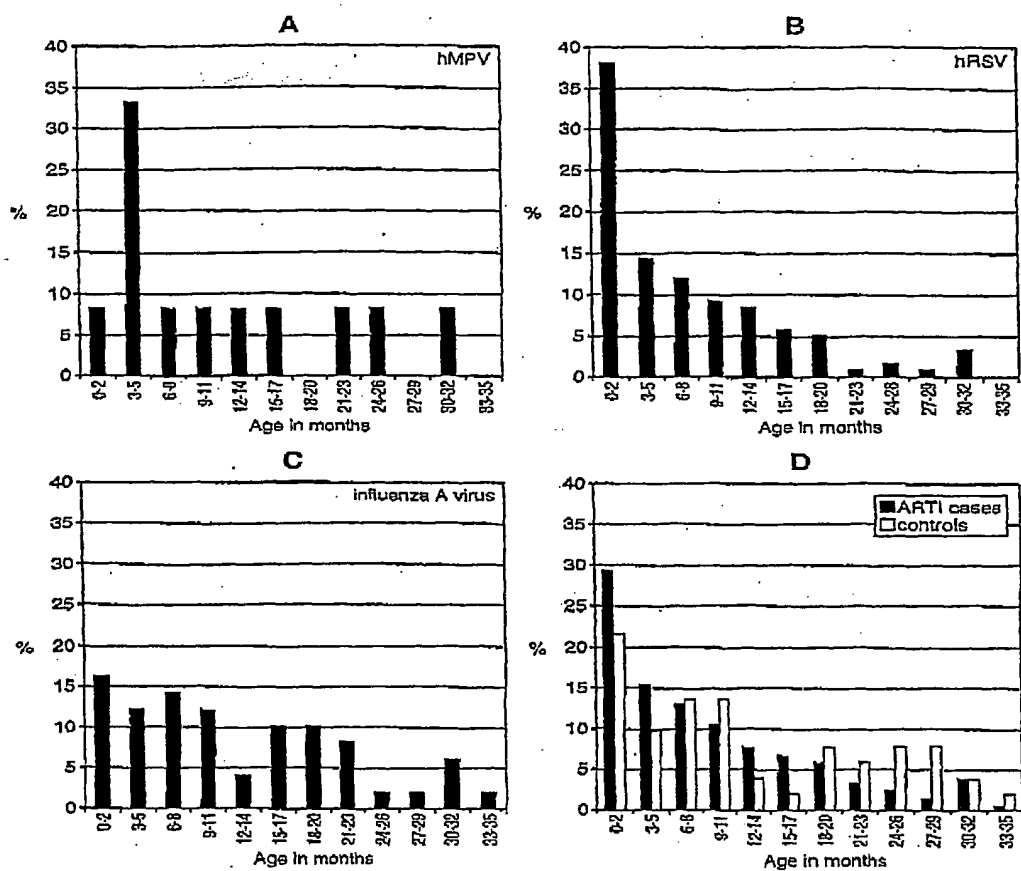 A
hMPV
40
35
30
25
20
15
10
5
0
%
0-2 3-5 6-8 9-11 12-14 15-17 18-20 21-23 24-26 27-29 30-32 33-35
Age in months
B
hRSV
40
35
30
25
20
15
10
5
0
%
0-2 3-5 6-8 9-11 12-14 15-17 18-20 21-23 24-26 27-29 30-32 33-35
Age in months
C
influenza A virus
40
35
30
25
20
15
10
5
0
%
0-2 3-5 6-8 9-11 12-14 15-17 18-20 21-23 24-26 27-29 30-32 33-35
Age in months
D
ARTI cases
controls
40
35
30
25
20
15
10
5
0
%
0-2 3-5 6-8 9-11 12-14 15-17 18-20 21-23 24-26 27-29 30-32 33-35
Age in months